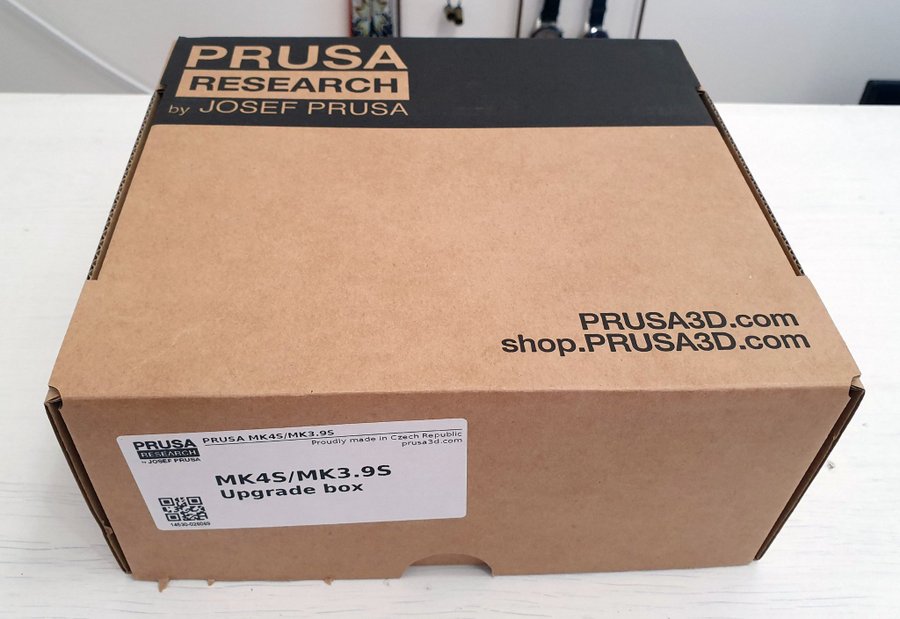 PRUSA
RESEARCH
by JOSEF PRUSA
PRUSA3D.com
shop.PRUSA3D.com
PRUSA
RESEARCH
by JOSEF PRUSA
PRUSA MK4S/MK3.9S
Proudly made in Czech Republic
prusa3d.com
MK4S/MK3.9S
Upgrade box